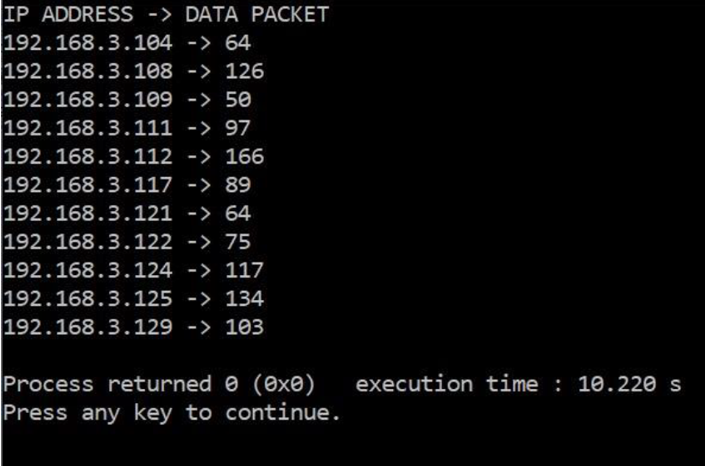 IP ADDRESS -> DATA PACKET
192.168.3.104 -> 64
192.168.3.108 -> 126
192.168.3.109 -> 50
192.168.3.111 -> 97
192.168.3.112 -> 166
192.168.3.117 -> 89
192.168.3.121 -> 64
192.168.3.122 -> 75
192.168.3.124 -> 117
192.168.3.125 -> 134
192.168.3.129 -> 103
Process returned 0 (0x0)   execution time : 10.220 s
Press any key to continue.